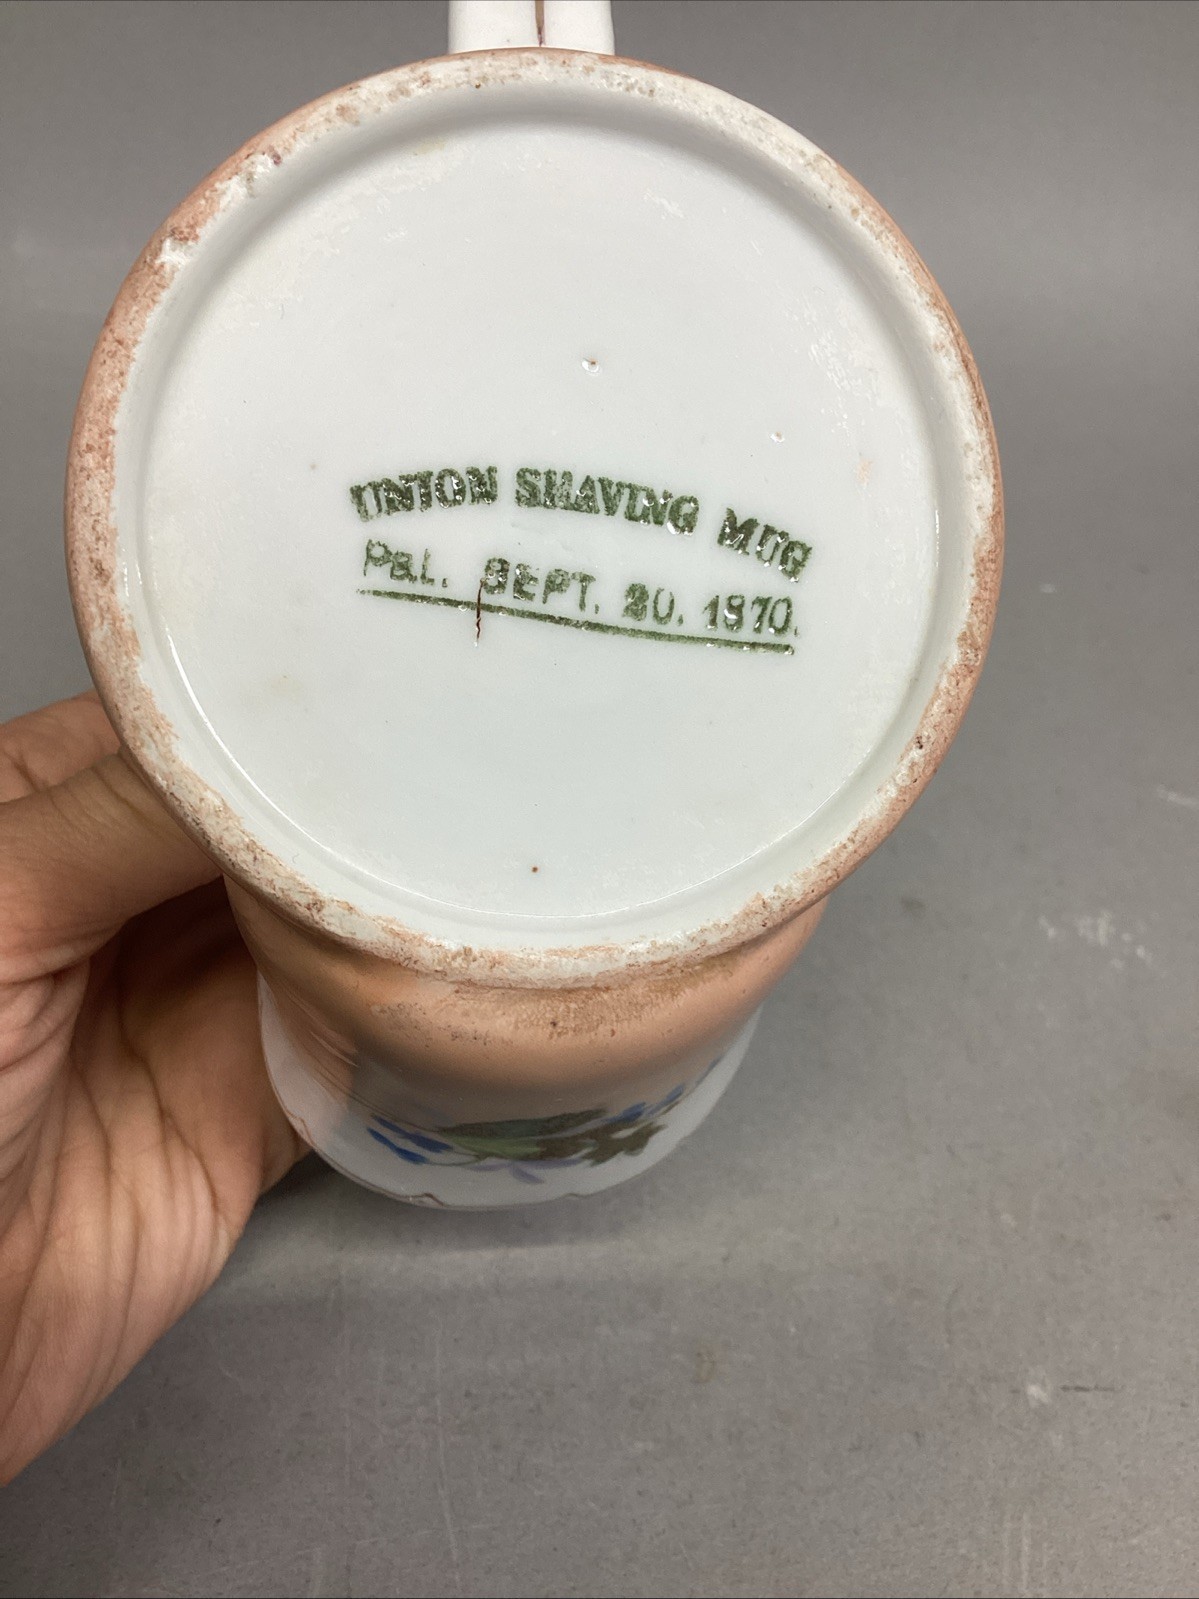 UNION SHAVING MUG
Pat. SEPT. 20. 1870.